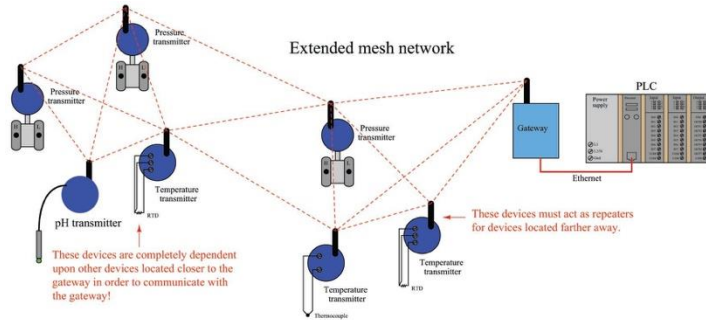 Extended mesh network
Pressure
transmitter
H
L
Pressure
transmitter
H
L
PLC
Power
supply
Gateway
Ethernet
Pressure
transmitter
H
L
pH transmitter
Temperature
transmitter
RTD
These devices are completely dependent
upon other devices located closer to the
gateway in order to communicate with
the gateway!
These devices must act as repeaters
for devices located farther away.
Temperature
transmitter
RTD
Temperature
transmitter
Thermocouple